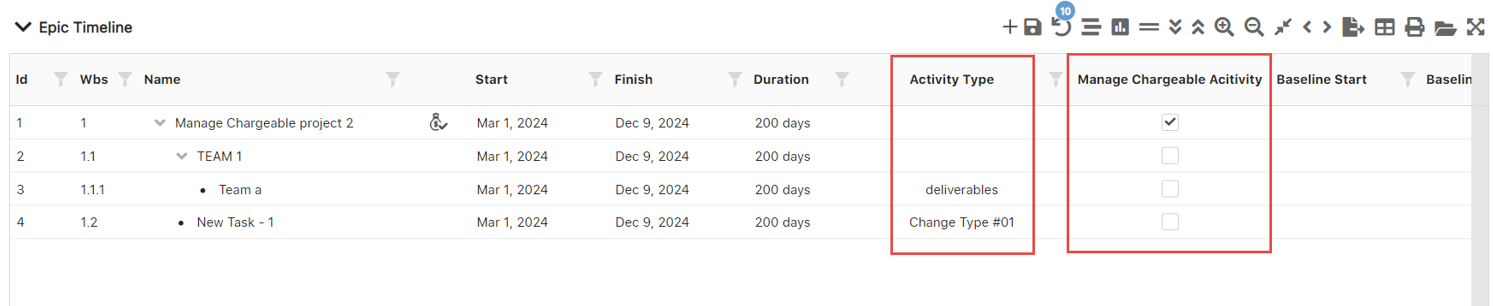 10
Epic Timeline
Id Wbs Name Start Finish Duration Activity Type Manage Chargeable Acitivity Baseline Start Baselin
1 1 Manage Chargeable project 2 Mar 1, 2024 Dec 9, 2024 200 days
2 1.1 TEAM 1 Mar 1, 2024 Dec 9, 2024 200 days
3 1.1.1 Team a Mar 1, 2024 Dec 9, 2024 200 days deliverables
4 1.2 New Task - 1 Mar 1, 2024 Dec 9, 2024 200 days Change Type #01